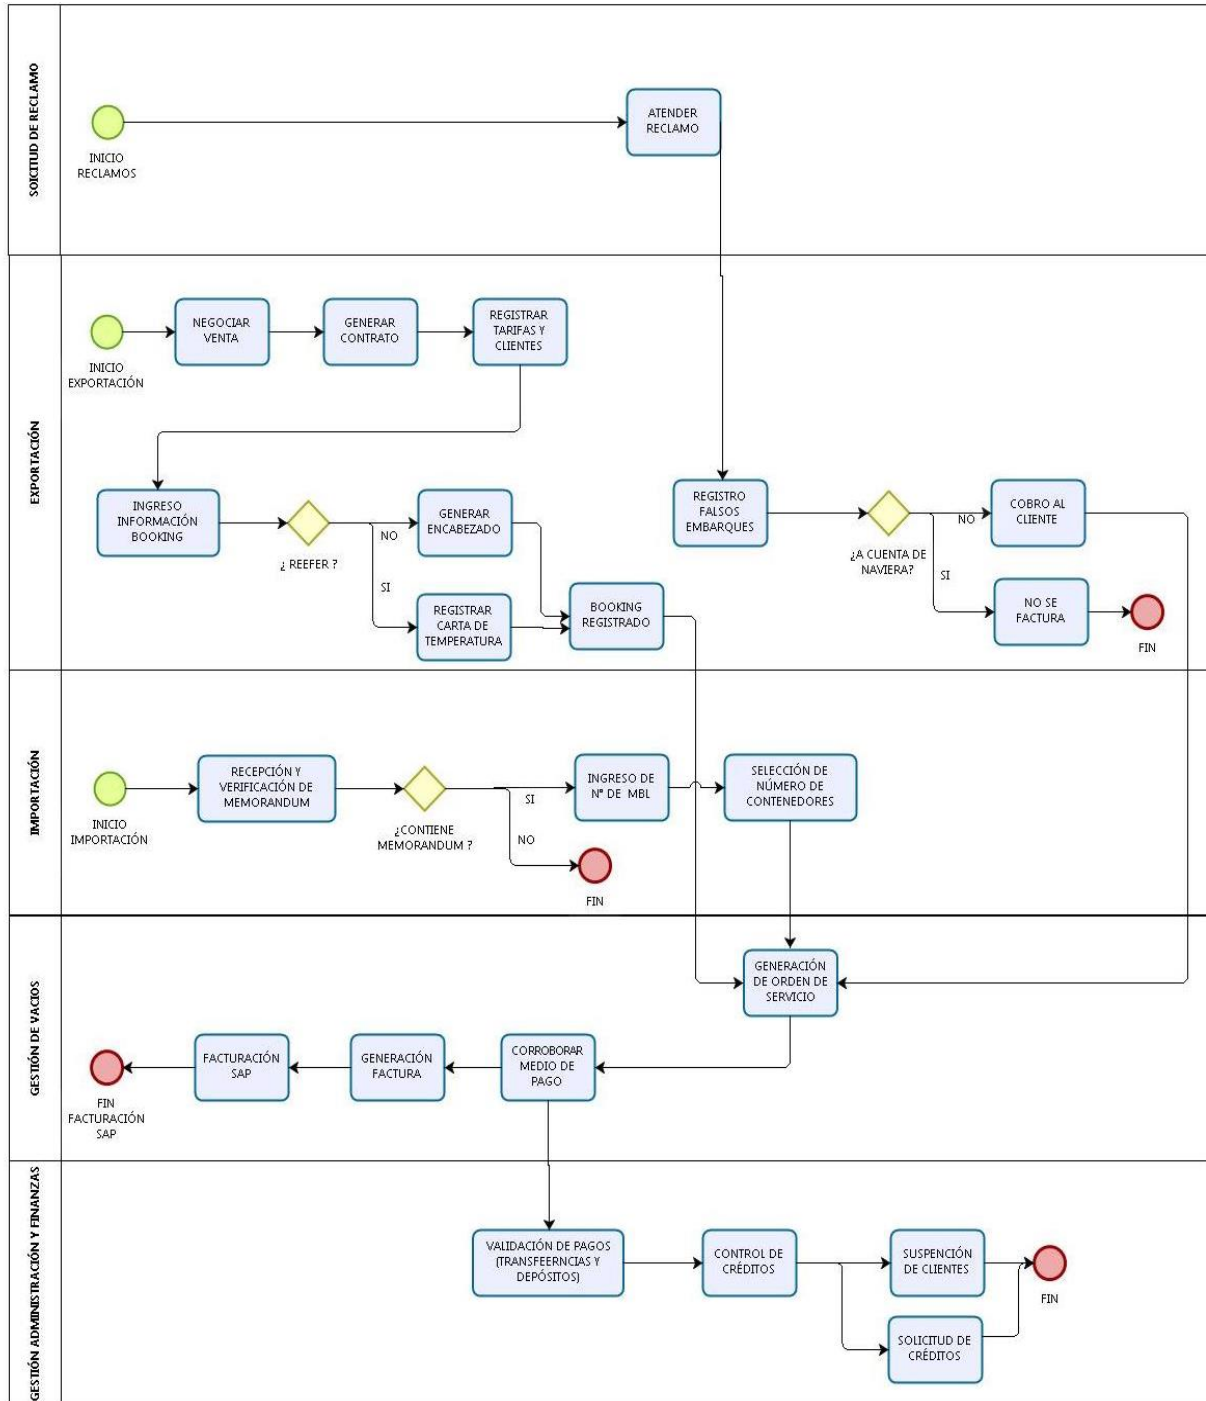 SOICITUD DE RECLAMO
INICIO
RECLAMOS
ATENDER
RECLAMO
EXPORTACIÓN
INICIO
EXPORTACIÓN
NEGOCIAR
VENTA
GENERAR
CONTRATO
REGISTRAR
TARIFAS Y
CLIENTES
INGRESO
INFORMACIÓN
BOOKING
¿ REEFER ?
NO
SI
GENERAR
ENCABEZADO
REGISTRAR
CARTA DE
TEMPERATURA
BOOKING
REGISTRADO
REGISTRO
FALSOS
EMBARQUES
¿A CUENTA DE
NAVIERA?
NO
SI
COBRO AL
CLIENTE
NO SE
FACTURA
FIN
IMPORTACIÓN
INICIO
IMPORTACIÓN
RECEPCIÓN Y
VERIFICACIÓN DE
MEMORANDUM
¿CONTIENE
MEMORANDUM ?
SI
NO
INGRESO DE
N° DE MBL
SELECCIÓN DE
NÚMERO DE
CONTENEDORES
FIN
GESTIÓN DE VACIOS
GENERACIÓN
DE ORDEN DE
SERVICIO
CORROBORAR
MEDIO DE
PAGO
GENERACIÓN
FACTURA
FACTURACIÓN
SAP
FIN
FACTURACIÓN
SAP
GESTIÓN ADMINISTRACIÓN Y FINANZAS
VALIDACIÓN DE PAGOS
(TRANSFEERNCIAS Y
DEPÓSITOS)
CONTROL DE
CRÉDITOS
SUSPENCIÓN
DE CLIENTES
SOLICITUD DE
CRÉDITOS
FIN